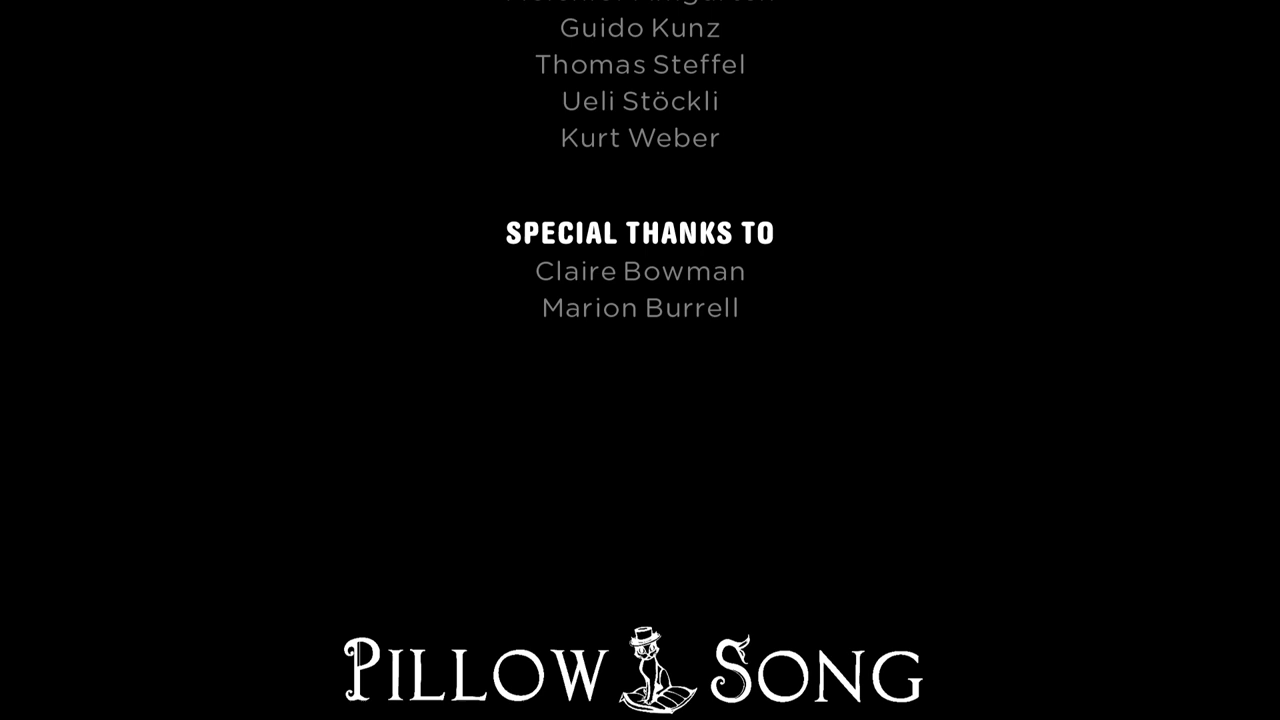 Guido Kunz
Thomas Steffel
Ueli Stöckli
Kurt Weber
SPECIAL THANKS TO
Claire Bowman
Marion Burrell
PILLOW SONG